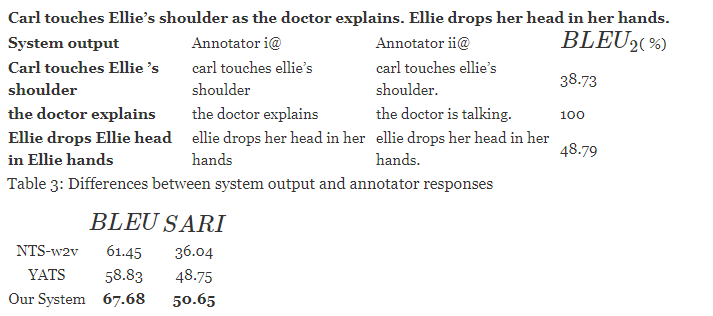 Carl touches Ellie’s shoulder as the doctor explains. Ellie drops her head in her hands.
System output Annotator i@ Annotator ii@ BLEU2( %)
Carl touches Ellie ’s shoulder carl touches ellie’s shoulder carl touches ellie’s shoulder. 38.73
the doctor explains the doctor explains the doctor is talking. 100
Ellie drops Ellie head in Ellie hands ellie drops her head in her hands ellie drops her head in her hands. 48.79
Table 3: Differences between system output and annotator responses
BLEU SARI
NTS-w2v 61.45 36.04
YATS 58.83 48.75
Our System 67.68 50.65